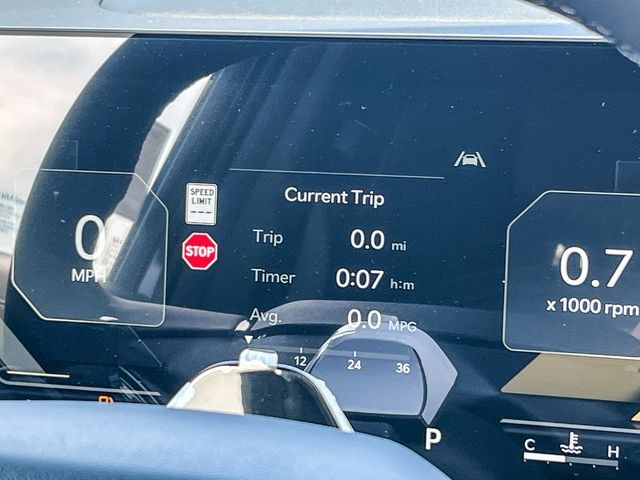 SPEED
LIMIT
---
STOP
0
MPH
Current Trip
Trip 0.0 mi
Timer 0:07 h:m
Avg. 0.0 MPG
12 24 36
0.7
x 1000 rpm
P
C H